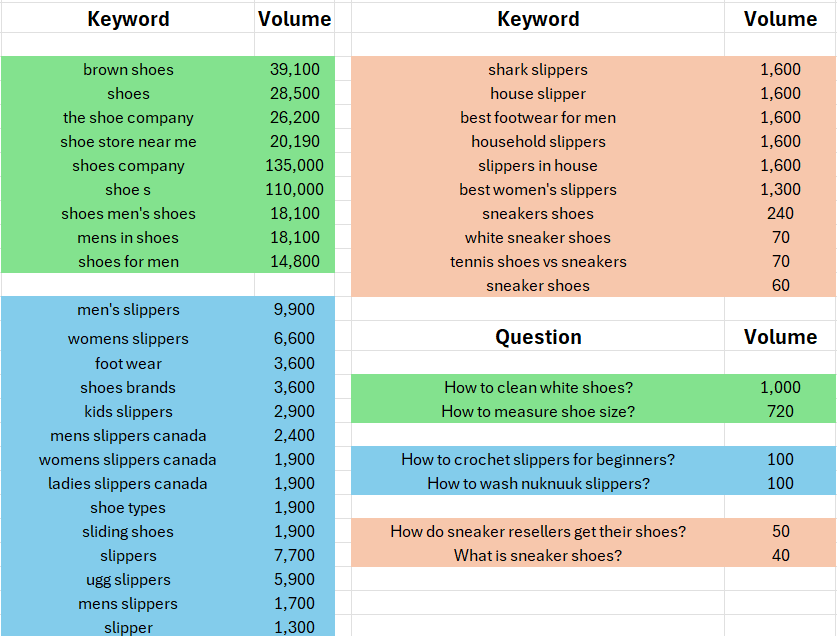 Keyword Volume
brown shoes 39,100
shoes 28,500
the shoe company 26,200
shoe store near me 20,190
shoes company 135,000
shoe s 110,000
shoes men's shoes 18,100
mens in shoes 18,100
shoes for men 14,800
men's slippers 9,900
womens slippers 6,600
foot wear 3,600
shoes brands 3,600
kids slippers 2,900
mens slippers canada 2,400
womens slippers canada 1,900
ladies slippers canada 1,900
shoe types 1,900
sliding shoes 1,900
slippers 7,700
ugg slippers 5,900
mens slippers 1,700
slipper 1,300
Keyword Volume
shark slippers 1,600
house slipper 1,600
best footwear for men 1,600
household slippers 1,600
slippers in house 1,600
best women's slippers 1,300
sneakers shoes 240
white sneaker shoes 70
tennis shoes vs sneakers 70
sneaker shoes 60
Question Volume
How to clean white shoes? 1,000
How to measure shoe size? 720
How to crochet slippers for beginners? 100
How to wash nuknuuk slippers? 100
How do sneaker resellers get their shoes? 50
What is sneaker shoes? 40